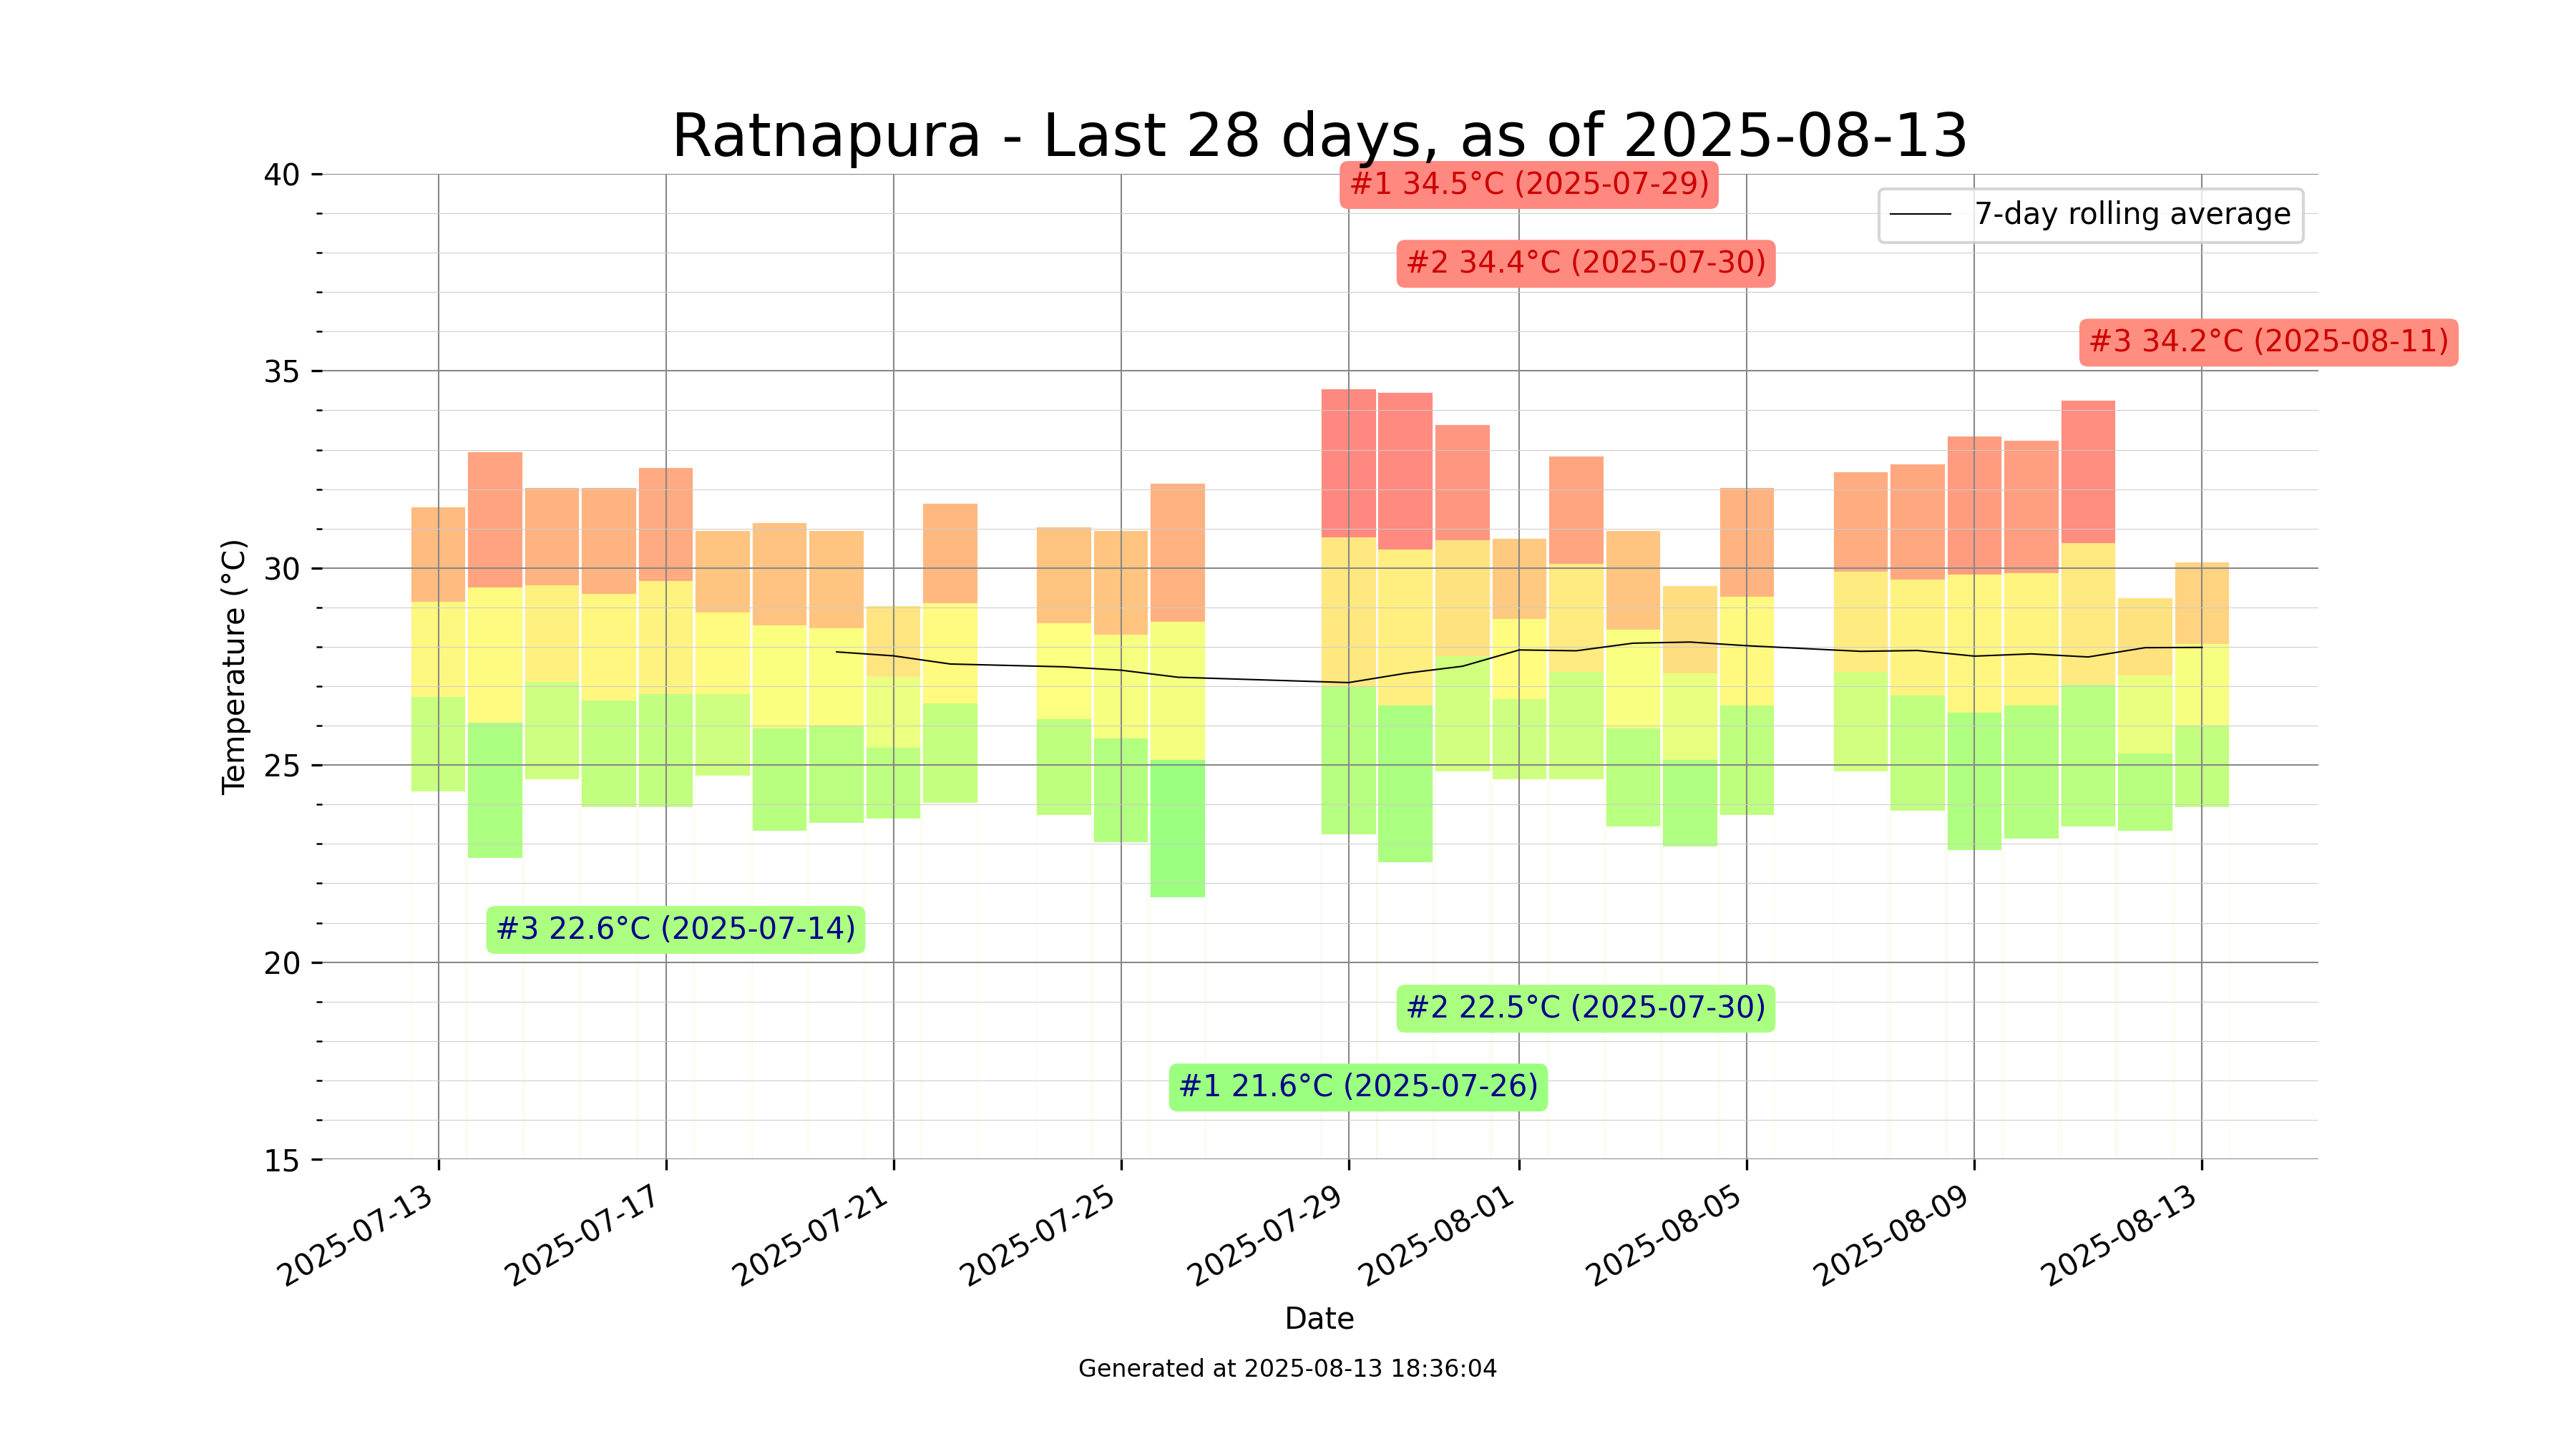 Ratnapura - Last 28 days, as of 2025-08-13
#1 34.5°C (2025-07-29)
7-day rolling average
#2 34.4°C (2025-07-30)
#3 34.2°C (2025-08-11)
#3 22.6°C (2025-07-14)
#2 22.5°C (2025-07-30)
#1 21.6°C (2025-07-26)
Temperature (°C)
40
35
30
25
20
15
2025-07-13
2025-07-17
2025-07-21
2025-07-25
2025-07-29
2025-08-01
2025-08-05
2025-08-09
2025-08-13
Date
Generated at 2025-08-13 18:36:04